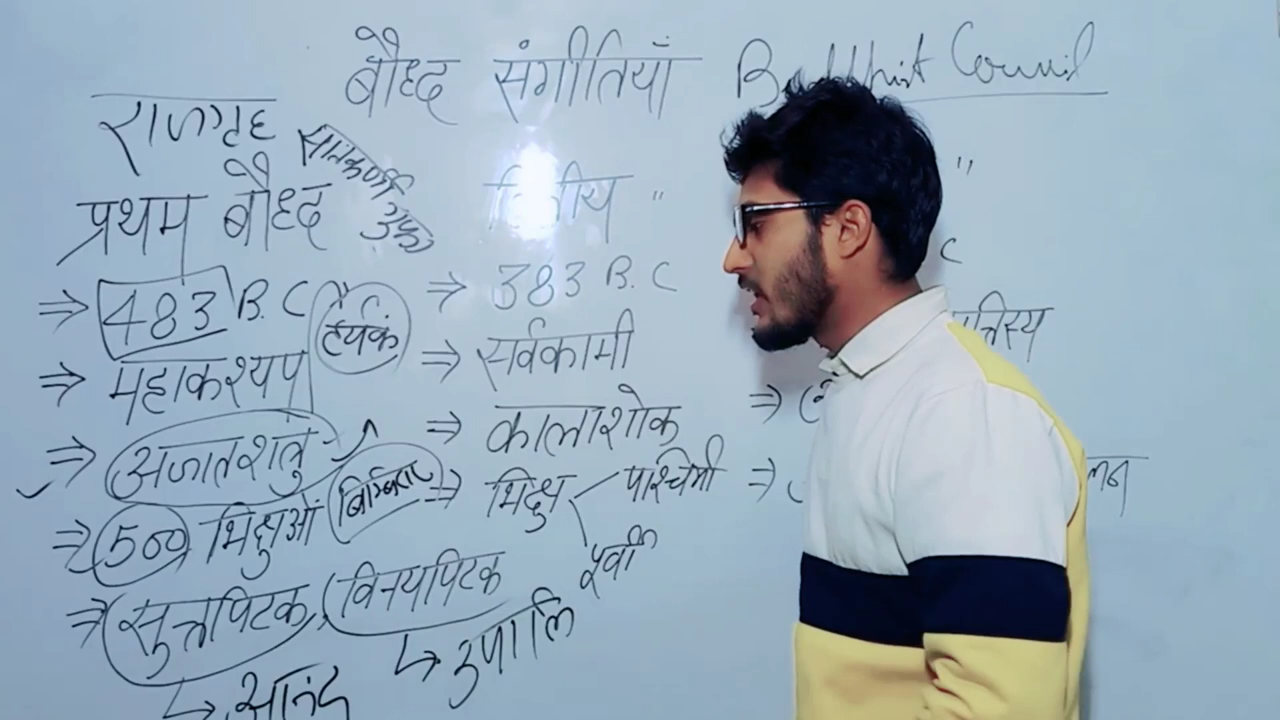 बौध्द संगीतियाँ Buddhist Council
राजगृह
सातकर्णी गुफा
प्रथम बौध्द
⇒ 483 B.C
हर्यक
⇒ महाकश्यप
⇒ अजातशत्रु
बिम्बिसार
⇒ 500 भिक्षुओं
⇒ सुत्तपिटक, विनयपिटक
↳ आनंद
↳ उपालि
द्वितीय "
⇒ 383 B.C
⇒ सर्वकामी
⇒ कालाशोक
⇒ भिक्षु पश्चिमी
पूर्वी
"
C
⇒
⇒